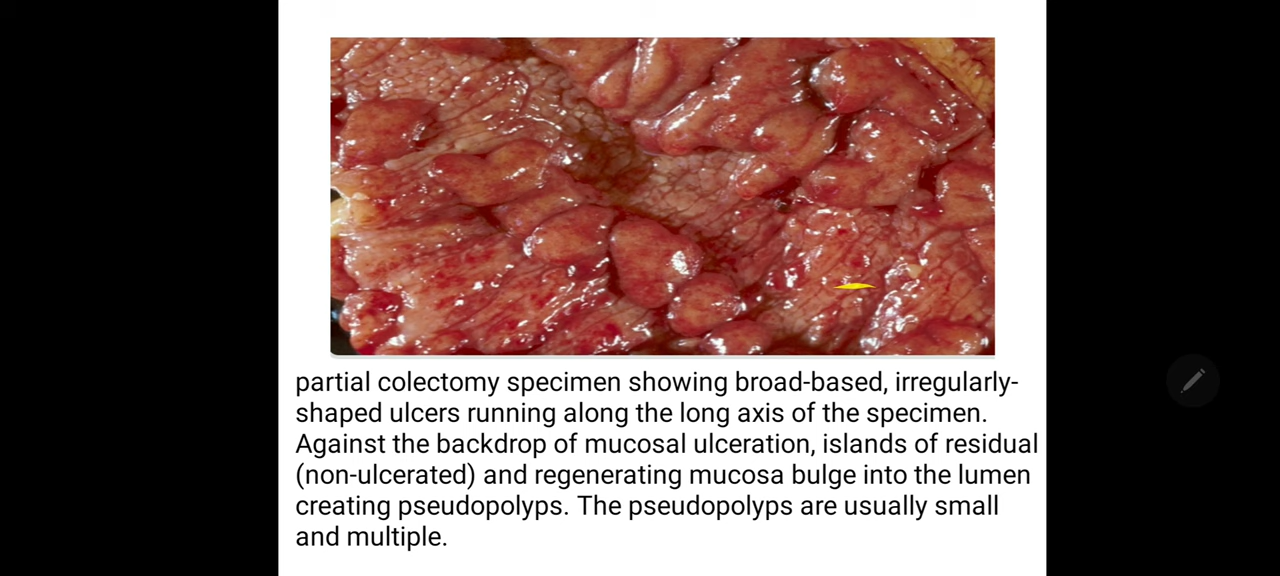 partial colectomy specimen showing broad-based, irregularly-
shaped ulcers running along the long axis of the specimen.
Against the backdrop of mucosal ulceration, islands of residual
(non-ulcerated) and regenerating mucosa bulge into the lumen
creating pseudopolyps. The pseudopolyps are usually small
and multiple.